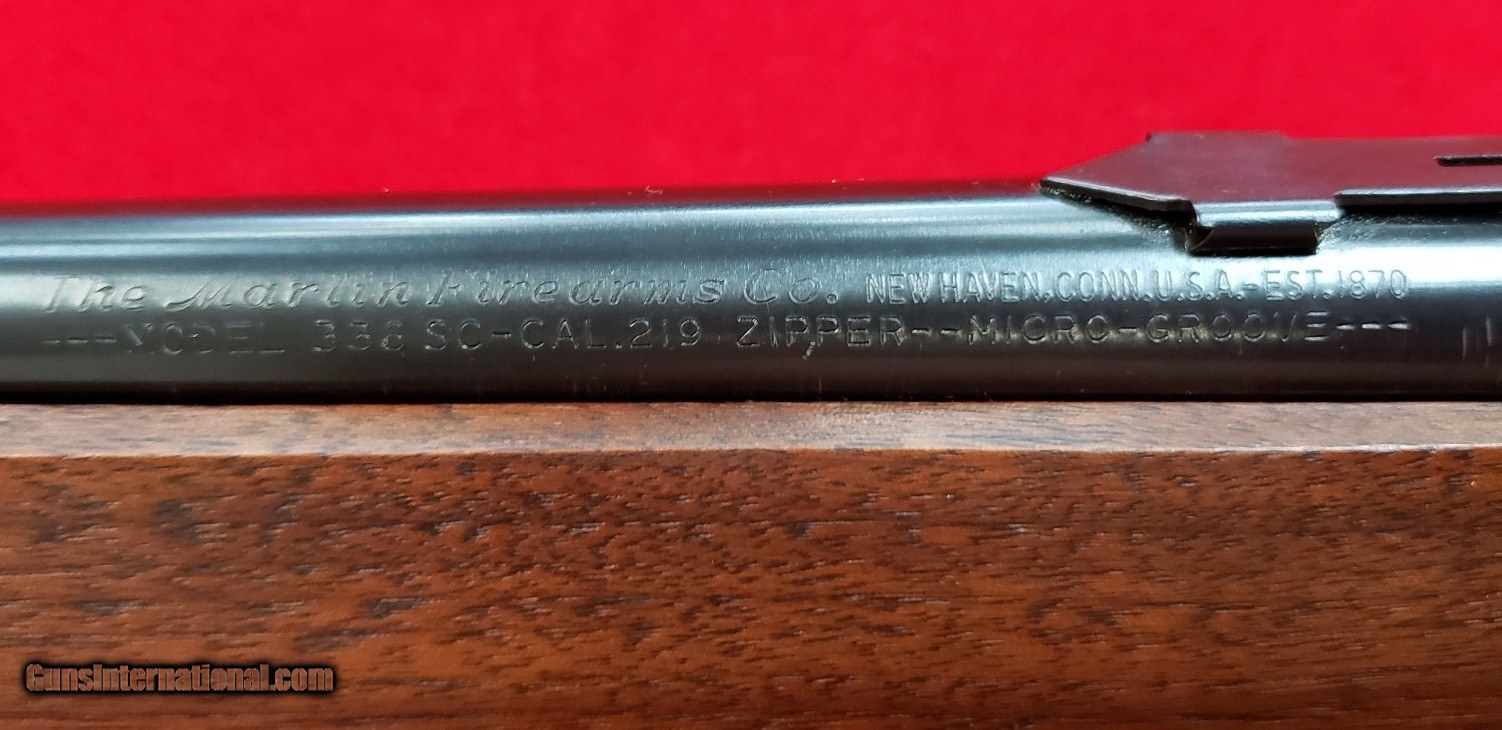 The Marlin Firearms Co. NEW HAVEN, CONN. U.S.A.-EST. 1870
---MODEL 336 SC-CAL.219 ZIPPER--MICRO-GROOVE---
GunsInternational.com